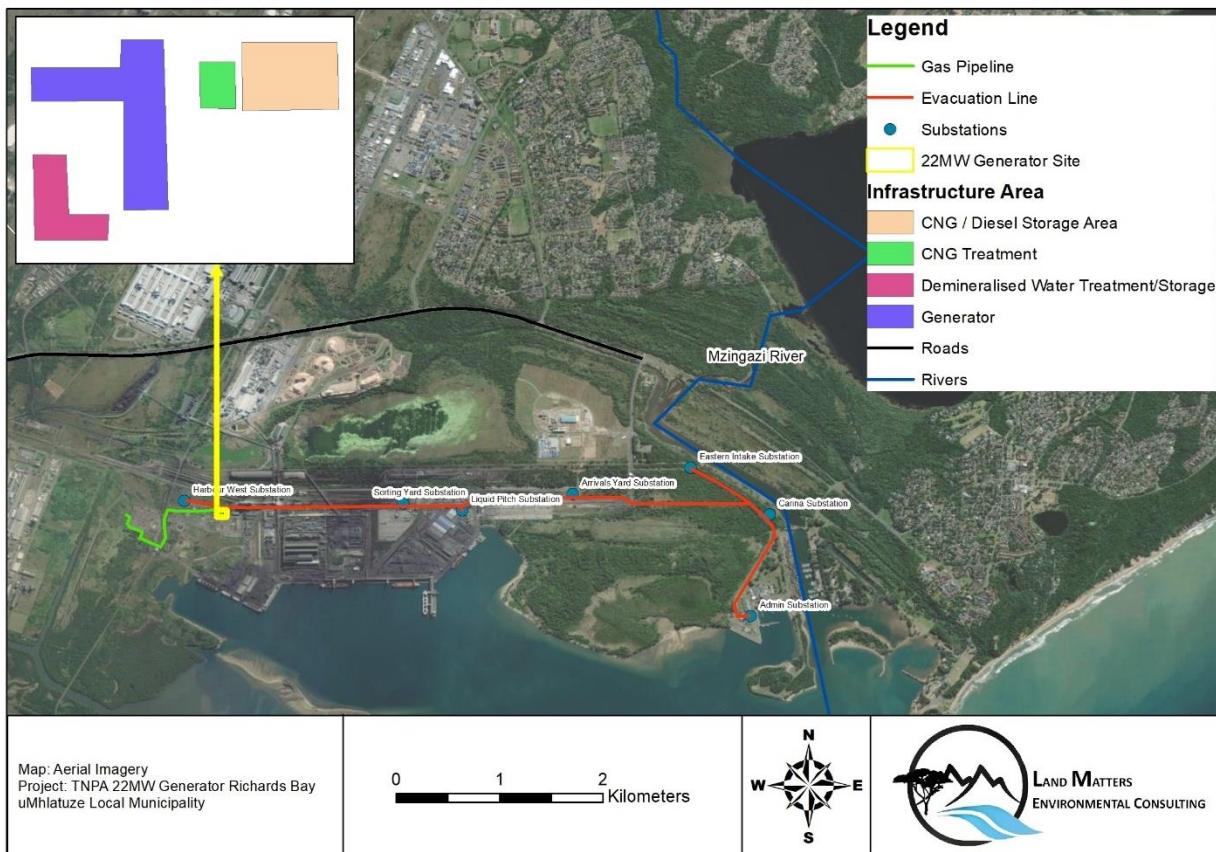 Legend
Gas Pipeline
Evacuation Line
Substations
22MW Generator Site
Infrastructure Area
CNG / Diesel Storage Area
CNG Treatment
Demineralised Water Treatment/Storage
Generator
Roads
Rivers
Mzingazi River
Eastern Intake Substation
Harbour West Substation
Sorting Yard Substation
Arrivals Yard Substation
Liquid Pitch Substation
Carina Substation
Admin Substation
Map: Aerial Imagery
Project: TNPA 22MW Generator Richards Bay
uMhlatuze Local Municipality
0 1 2
Kilometers
N
W E
S
LAND MATTERS
ENVIRONMENTAL CONSULTING